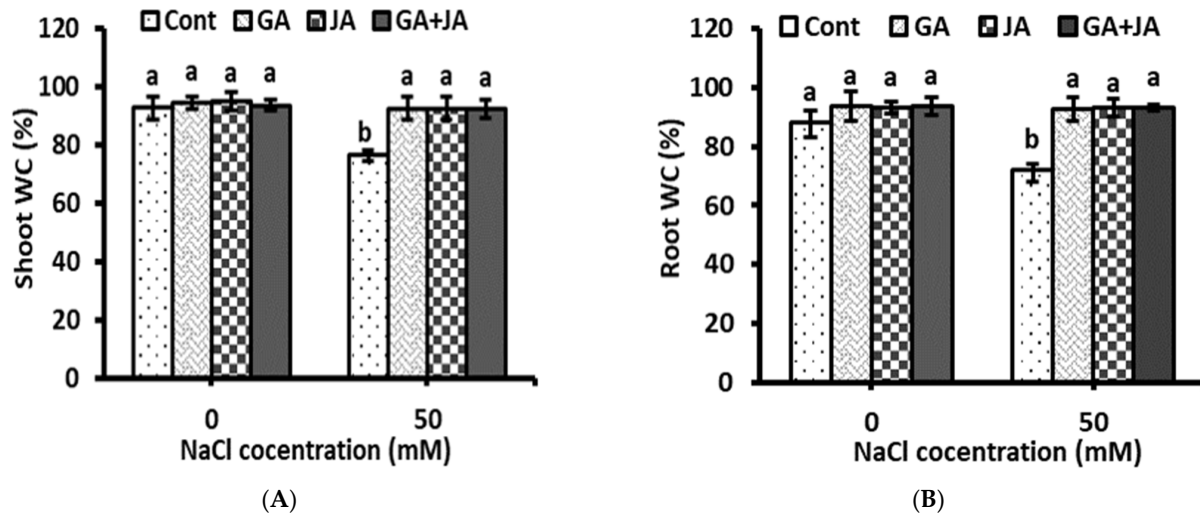 Cont GA JA GA+JA
120
100
80
60
40
20
0
Shoot WC (%)
a a a a
b a a a
0 50
NaCl cocentration (mM)
(A)
Cont GA JA GA+JA
120
100
80
60
40
20
0
Root WC (%)
a a a a
b a a a
0 50
NaCl cocentration (mM)
(B)